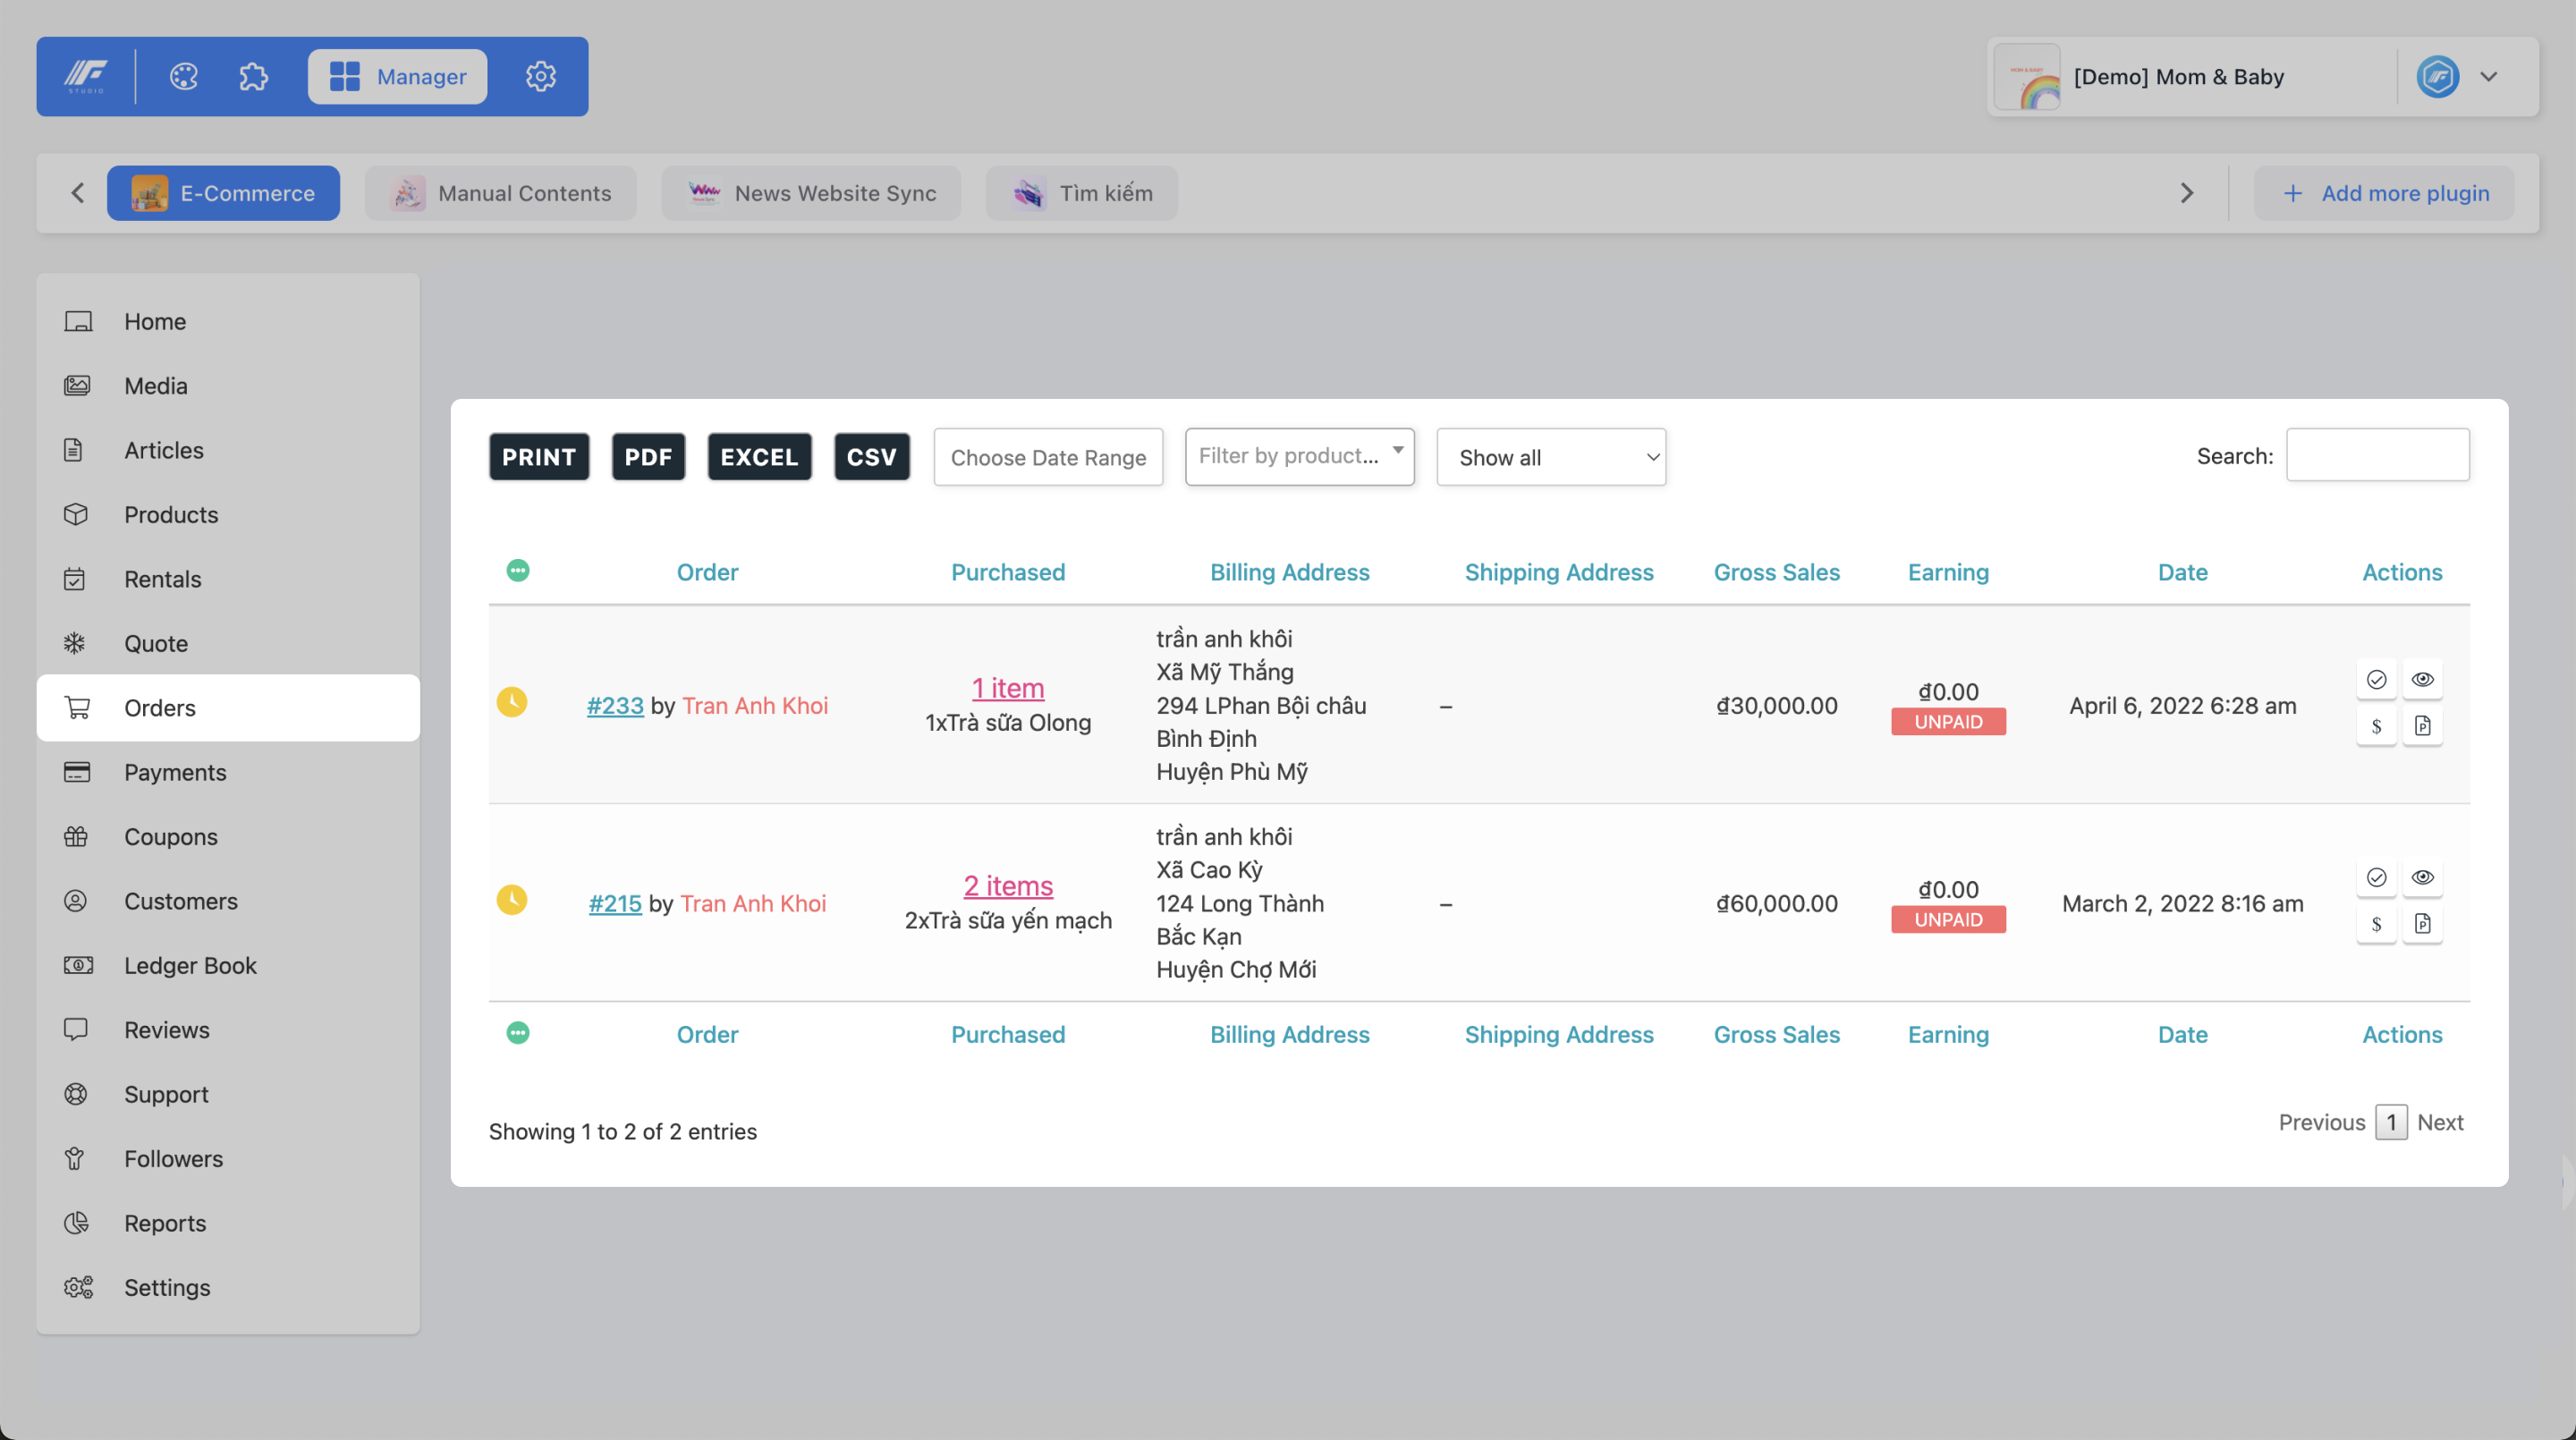 STUDIO
Manager
[Demo] Mom & Baby
E-Commerce
Manual Contents
News Website Sync
Tìm kiếm
Add more plugin
Home
Media
Articles
Products
Rentals
Quote
Orders
Payments
Coupons
Customers
Ledger Book
Reviews
Support
Followers
Reports
Settings
PRINT PDF EXCEL CSV Choose Date Range Filter by product... Show all Search:
Order Purchased Billing Address Shipping Address Gross Sales Earning Date Actions
#233 by Tran Anh Khoi
1 item
1xTrà sữa Olong
trần anh khôi
Xã Mỹ Thắng
294 LPhan Bội châu
Bình Định
Huyện Phù Mỹ
–
₫30,000.00
₫0.00
UNPAID
April 6, 2022 6:28 am
#215 by Tran Anh Khoi
2 items
2xTrà sữa yến mạch
trần anh khôi
Xã Cao Kỳ
124 Long Thành
Bắc Kạn
Huyện Chợ Mới
–
₫60,000.00
₫0.00
UNPAID
March 2, 2022 8:16 am
Order Purchased Billing Address Shipping Address Gross Sales Earning Date Actions
Showing 1 to 2 of 2 entries
Previous 1 Next